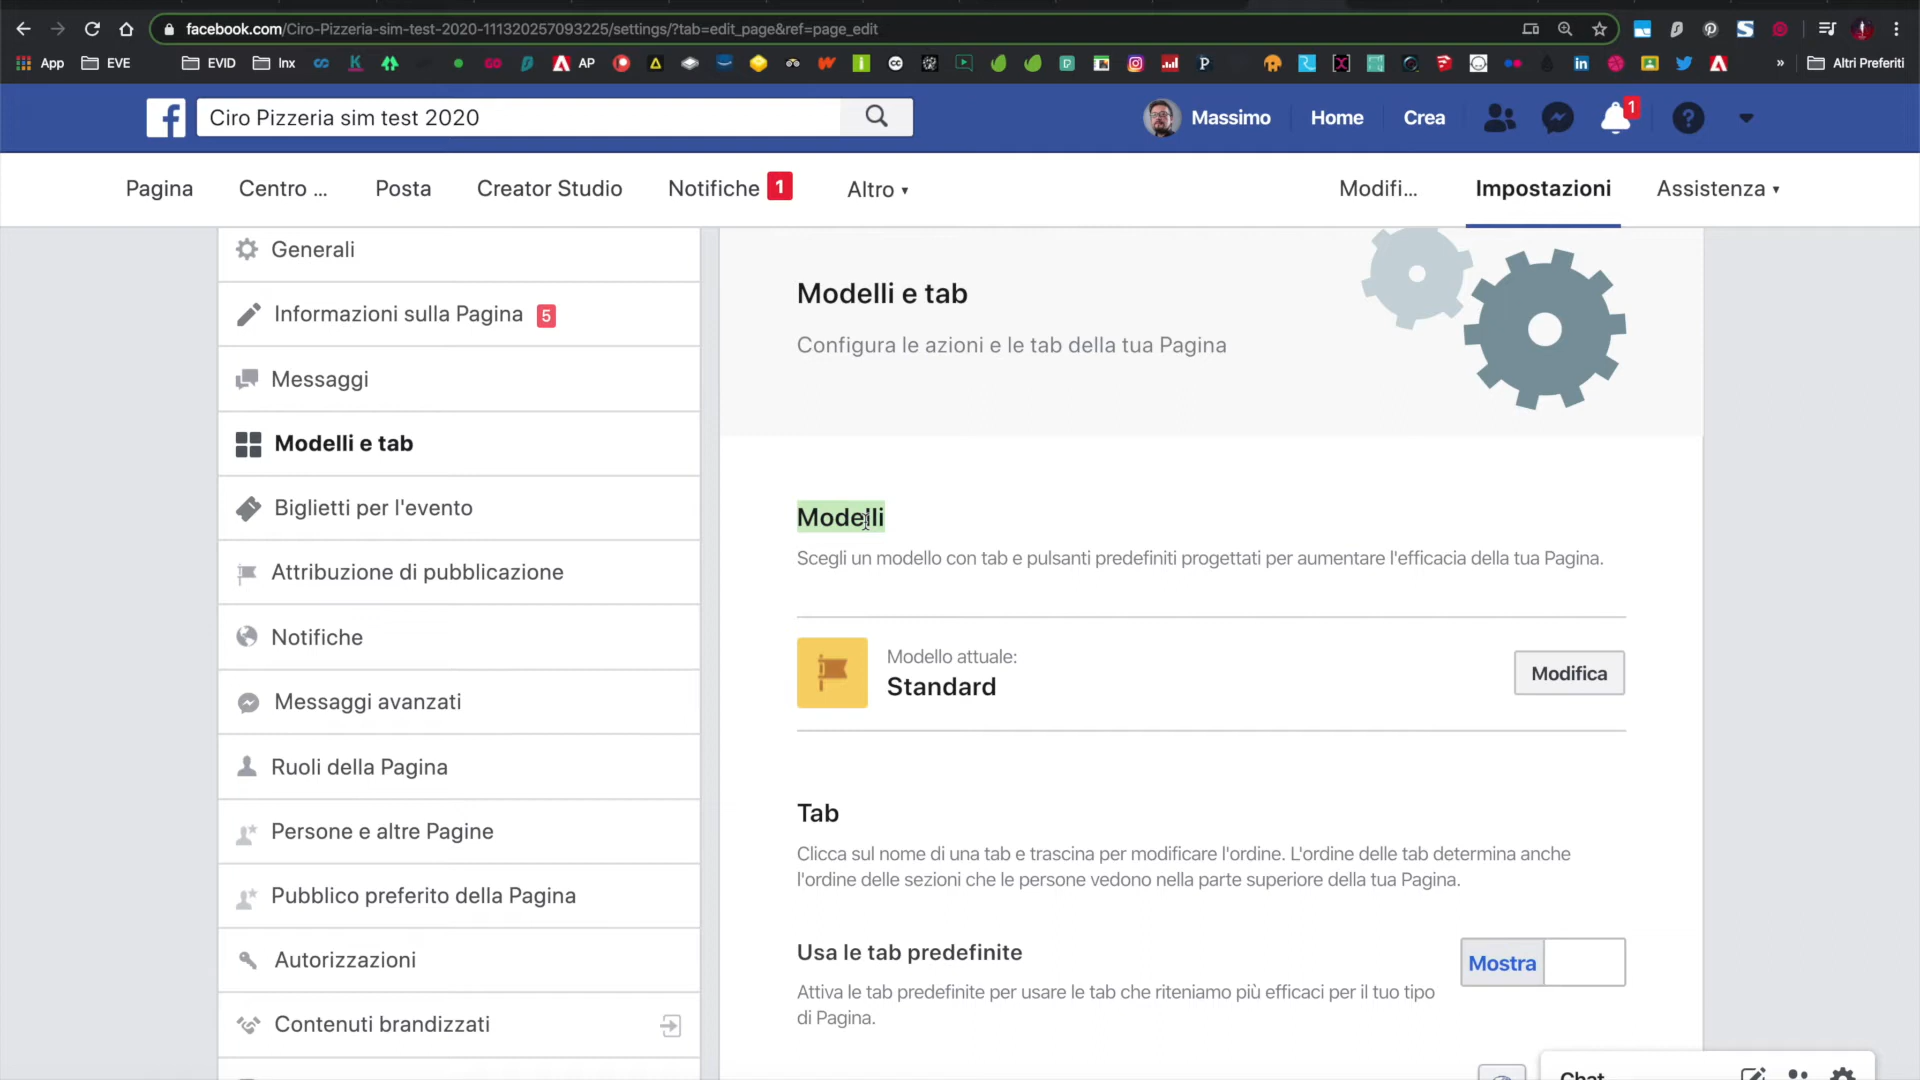 facebook.com/Ciro-Pizzeria-sim-test-2020-111320257093225/settings/?tab=edit_page&ref=page_edit
App EVE EVID Inx AP Altri Preferiti
Ciro Pizzeria sim test 2020
Massimo Home Crea 1
Pagina Centro ... Posta Creator Studio Notifiche 1 Altro Modifi... Impostazioni Assistenza
Generali
Informazioni sulla Pagina 5
Messaggi
Modelli e tab
Biglietti per l'evento
Attribuzione di pubblicazione
Notifiche
Messaggi avanzati
Ruoli della Pagina
Persone e altre Pagine
Pubblico preferito della Pagina
Autorizzazioni
Contenuti brandizzati
Modelli e tab
Configura le azioni e le tab della tua Pagina
Modelli
Scegli un modello con tab e pulsanti predefiniti progettati per aumentare l'efficacia della tua Pagina.
Modello attuale:
Standard
Modifica
Tab
Clicca sul nome di una tab e trascina per modificare l'ordine. L'ordine delle tab determina anche
l'ordine delle sezioni che le persone vedono nella parte superiore della tua Pagina.
Usa le tab predefinite
Mostra
Attiva le tab predefinite per usare le tab che riteniamo più efficaci per il tuo tipo
di Pagina.
Chat